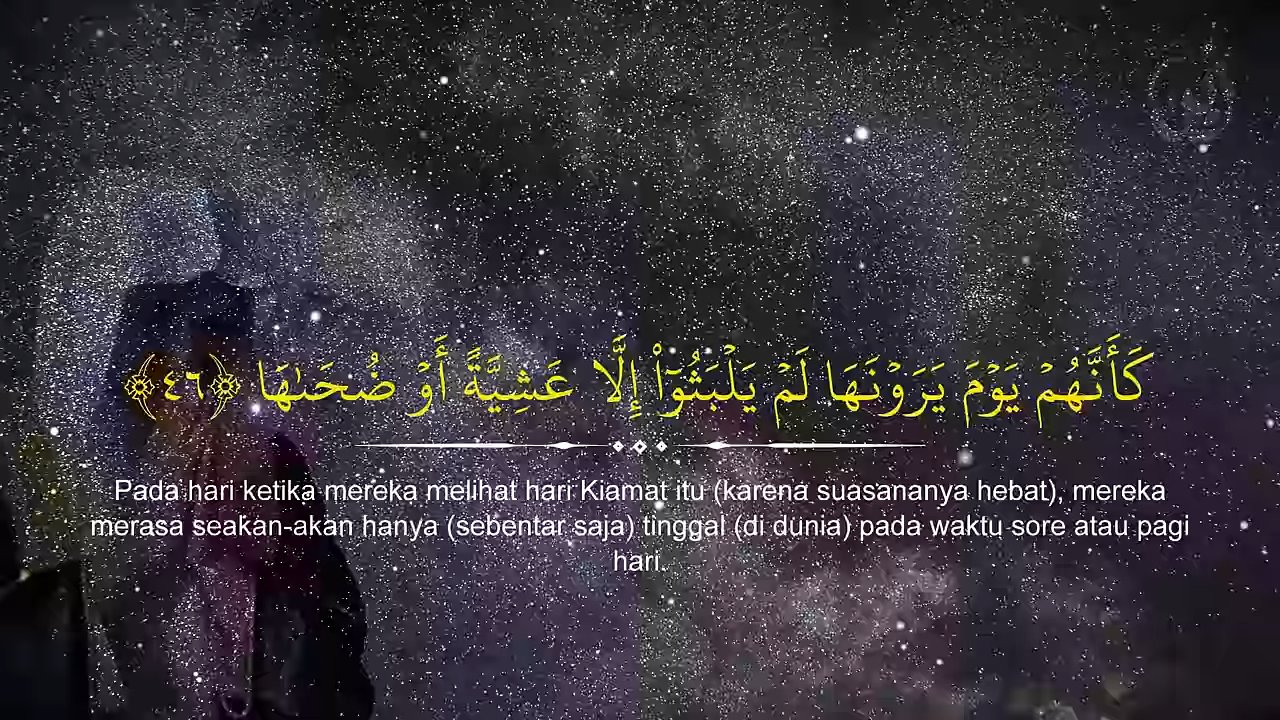 كَأَنَّهُمۡ يَوۡمَ يَرَوۡنَهَا لَمۡ يَلۡبَثُوٓاْ إِلَّا عَشِيَّةً أَوۡ ضُحَىٰهَا ﴿٤٦﴾
Pada hari ketika mereka melihat hari Kiamat itu (karena suasananya hebat), mereka
merasa seakan-akan hanya (sebentar saja) tinggal (di dunia) pada waktu sore atau pagi
hari.